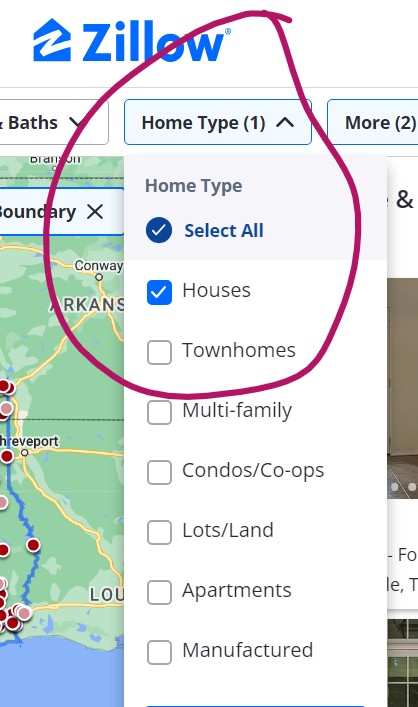 Zillow®
& Baths
Home Type (1)
More (2)
Branson
Boundary
Home Type
Select All
& 
Conway
ARKANS
Houses
Townhomes
Multi-family
hreveport
Condos/Co-ops
Lots/Land
- Fo
Apartments
le, T
LOU
Manufactured